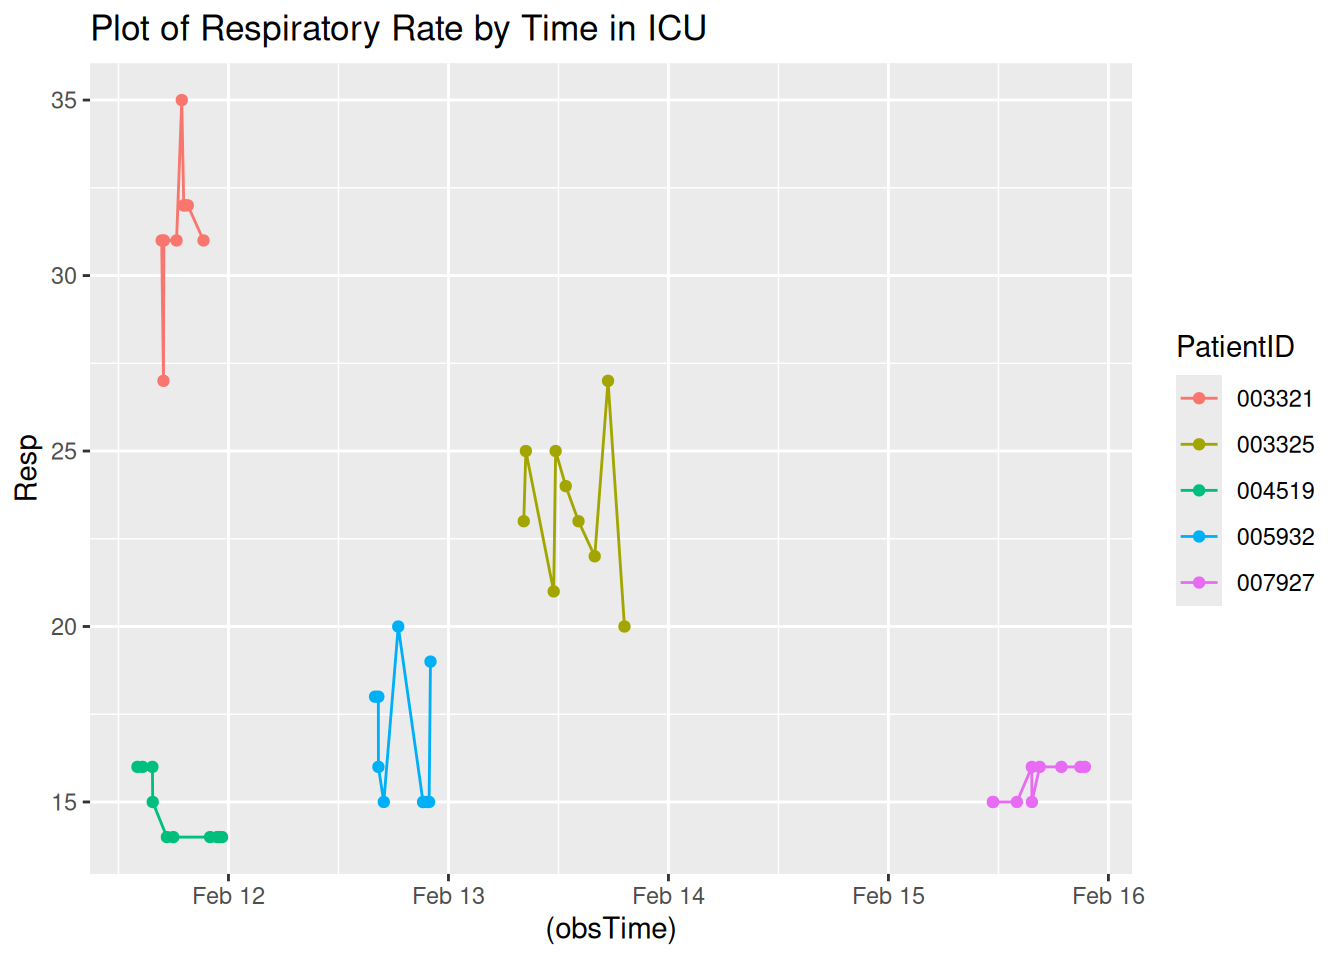 Plot of Respiratory Rate by Time in ICU
35
30
25
20
15
Resp
Feb 12
Feb 13
Feb 14
Feb 15
Feb 16
(obsTime)
PatientID
003321
003325
004519
005932
007927